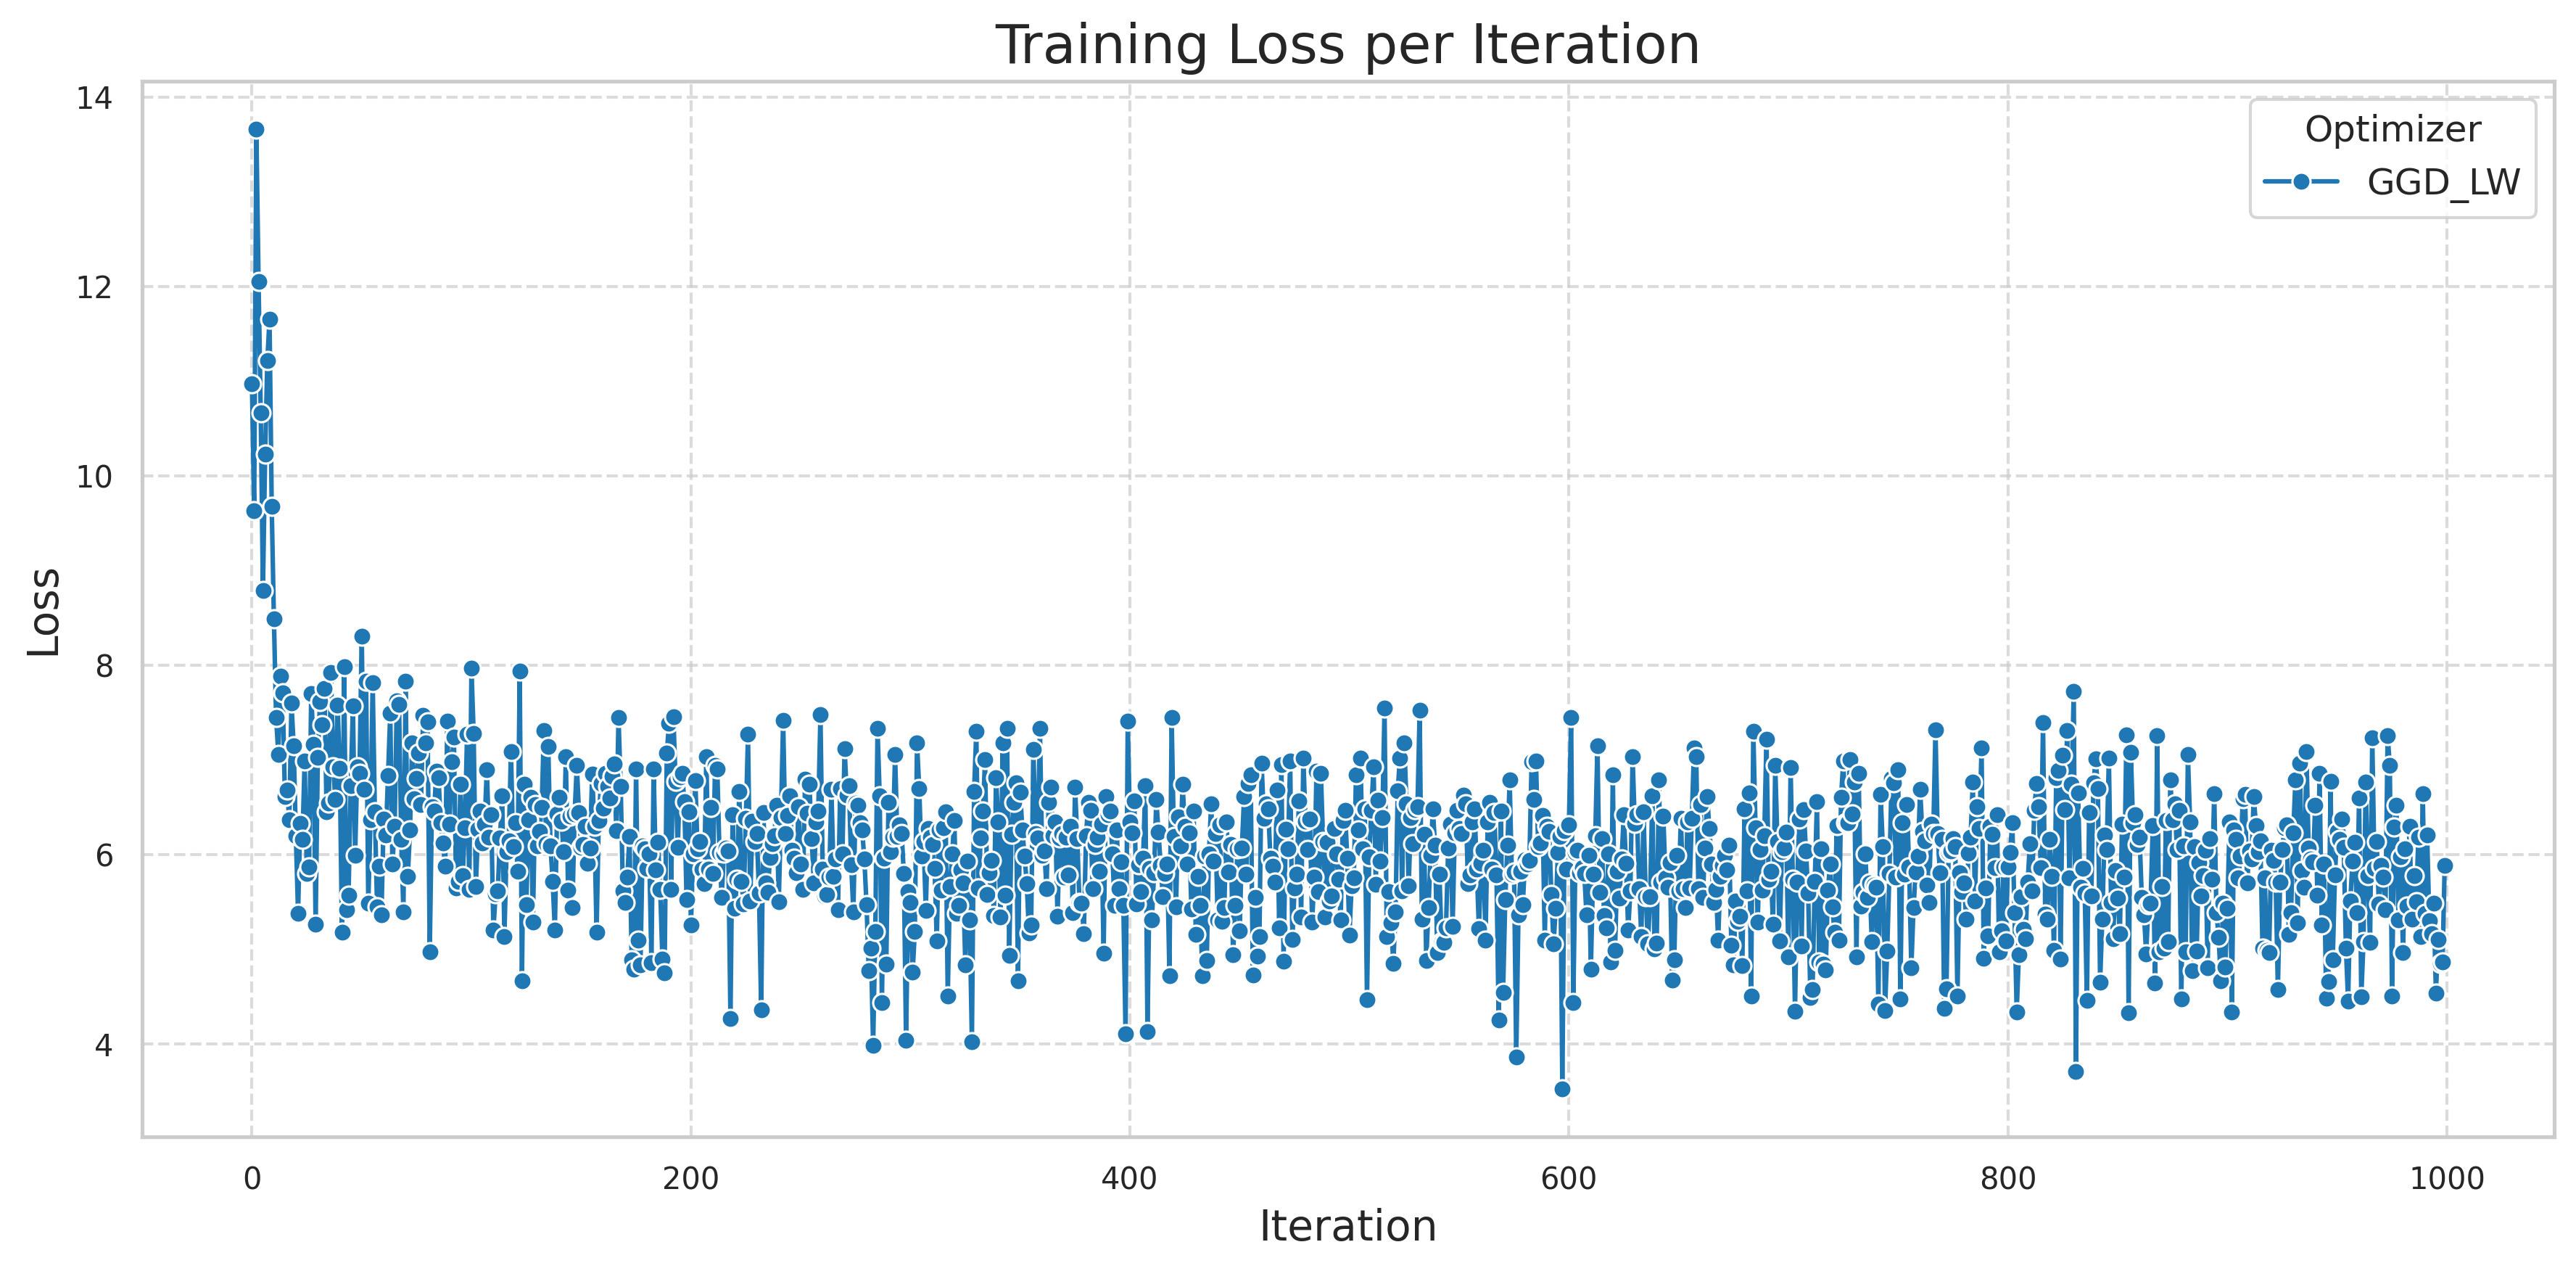 Training Loss per Iteration
14
12
10
8
6
4
Loss
Optimizer
GGD_LW
0 200 400 600 800 1000
Iteration